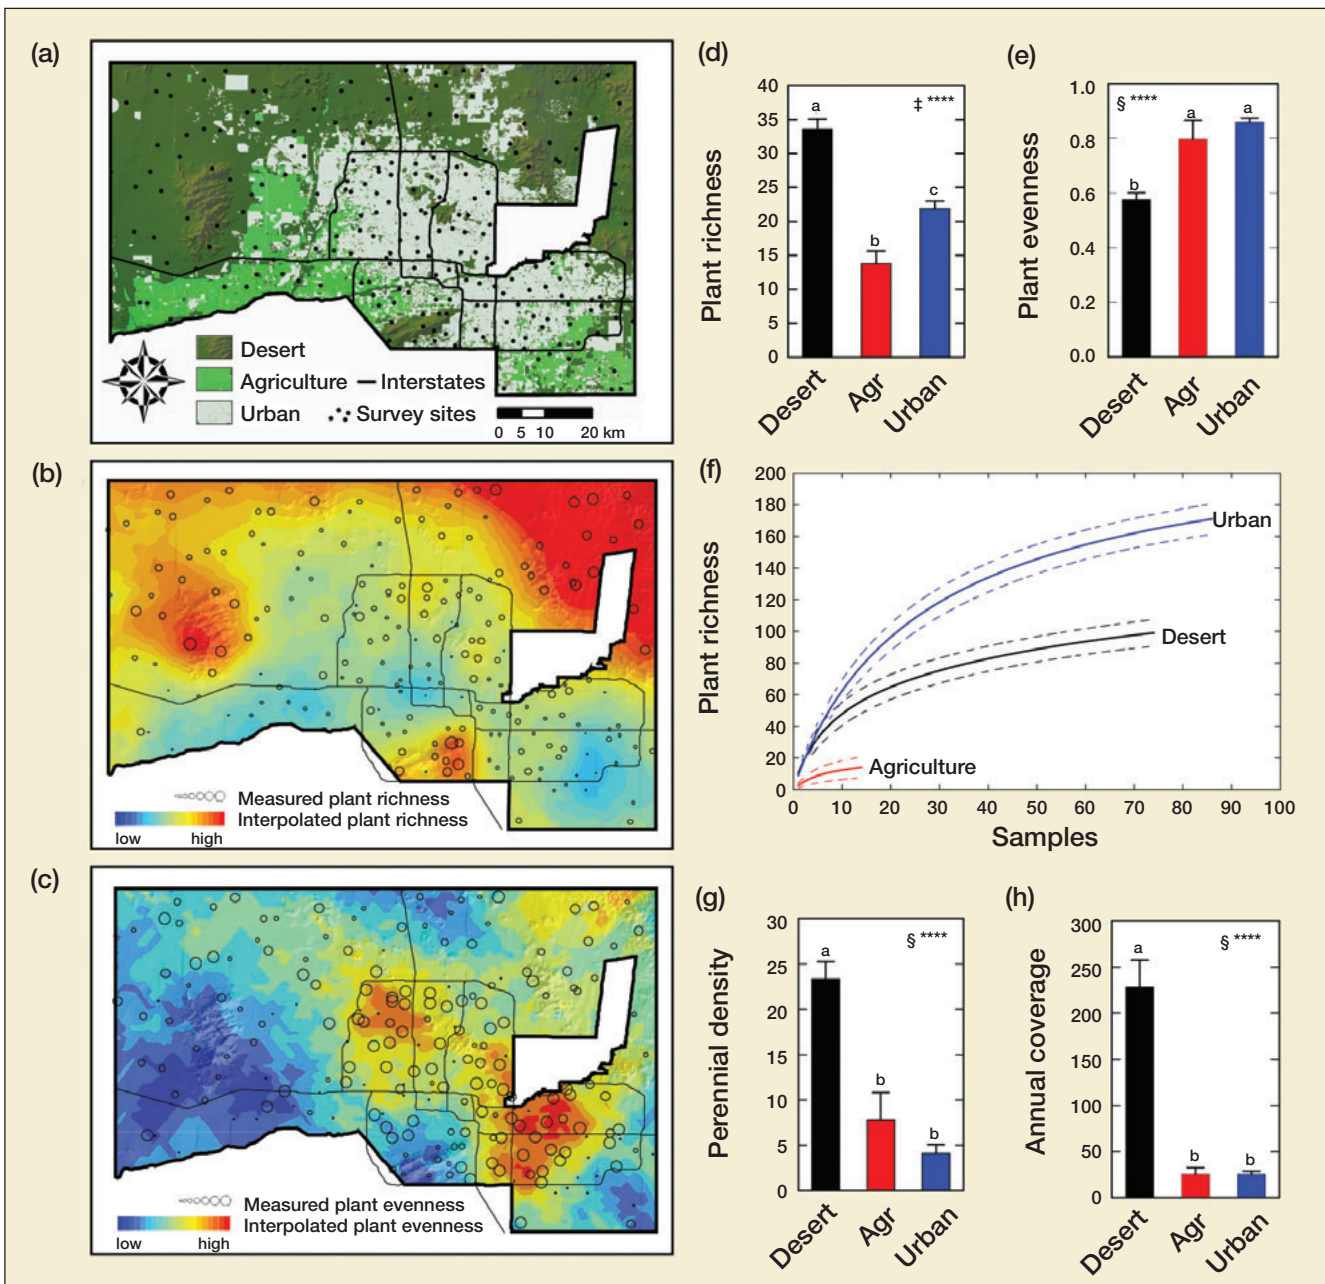 (a)
Desert
Agriculture
Interstates
Urban
Survey sites
0 5 10 20 km
(b)
Measured plant richness
Interpolated plant richness
low high
(c)
Measured plant evenness
Interpolated plant evenness
low high
(d)
Plant richness
40
35
30
25
20
15
10
5
0
a
b
c
‡ ****
Desert
Agr
Urban
(e)
Plant evenness
1.0
0.8
0.6
0.4
0.2
0.0
§ ****
b
a
a
Desert
Agr
Urban
(f)
Plant richness
200
180
160
140
120
100
80
60
40
20
0
Urban
Desert
Agriculture
0 10 20 30 40 50 60 70 80 90 100
Samples
(g)
Perennial density
30
25
20
15
10
5
0
a
b
b
§ ****
Desert
Agr
Urban
(h)
Annual coverage
300
250
200
150
100
50
0
a
b
b
§ ****
Desert
Agr
Urban